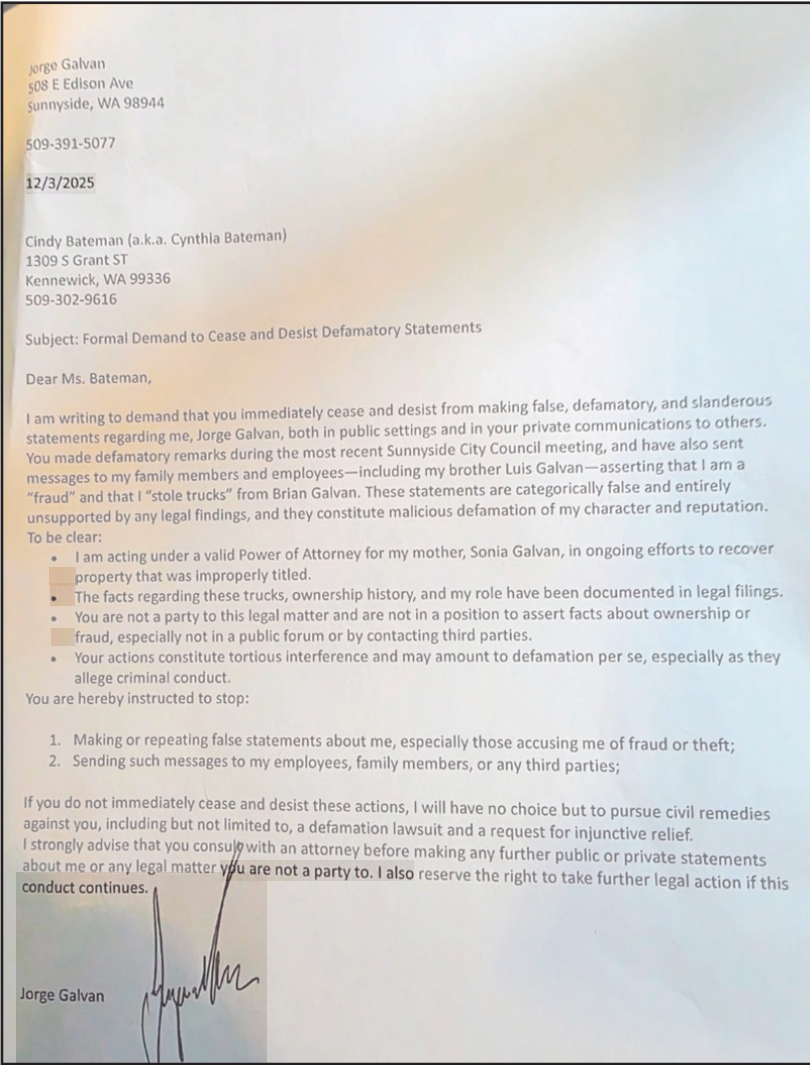 Jorge Galvan
508 E Edison Ave
Sunnyside, WA 98944
509-391-5077
12/3/2025
Cindy Bateman (a.k.a. Cynthia Bateman)
1309 S Grant ST
Kennewick, WA 99336
509-302-9616
Subject: Formal Demand to Cease and Desist Defamatory Statements
Dear Ms. Bateman,
I am writing to demand that you immediately cease and desist from making false, defamatory, and slanderous
statements regarding me, Jorge Galvan, both in public settings and in your private communications to others.
You made defamatory remarks during the most recent Sunnyside City Council meeting, and have also sent
messages to my family members and employees—including my brother Luis Galvan—asserting that I am a
“fraud” and that I “stole trucks” from Brian Galvan. These statements are categorically false and entirely
unsupported by any legal findings, and they constitute malicious defamation of my character and reputation.
To be clear:
• I am acting under a valid Power of Attorney for my mother, Sonia Galvan, in ongoing efforts to recover
property that was improperly titled.
• The facts regarding these trucks, ownership history, and my role have been documented in legal filings.
• You are not a party to this legal matter and are not in a position to assert facts about ownership or
fraud, especially not in a public forum or by contacting third parties.
• Your actions constitute tortious interference and may amount to defamation per se, especially as they
allege criminal conduct.
You are hereby instructed to stop:
1. Making or repeating false statements about me, especially those accusing me of fraud or theft;
2. Sending such messages to my employees, family members, or any third parties;
If you do not immediately cease and desist these actions, I will have no choice but to pursue civil remedies
against you, including but not limited to, a defamation lawsuit and a request for injunctive relief.
I strongly advise that you consult with an attorney before making any further public or private statements
about me or any legal matter you are not a party to. I also reserve the right to take further legal action if this
conduct continues.
Jorge Galvan